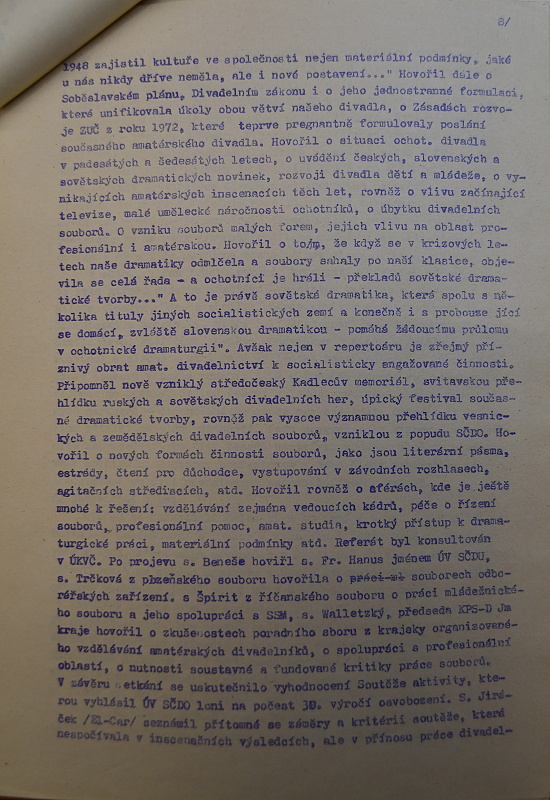 8/
1948 zajistil kultuře ve společnosti nejen materiální podmínky, jaké
u nás nikdy dříve neměla, ale i nové postavení..." Hovořil dále o
Soběslavském plánu, Divadelním zákonu i o jeho jednostranné formulaci,
která unifikovala úkoly obou větví našeho divadla, o Zásadách rozvo-
je ZUČ z roku 1972, které teprve pregnantně formulovaly poslání
současného amatérského divadla. Hovořil o situaci ochot. divadla
v padesátých a šedesátých letech, o uvádění českých, slovenských a
sovětských dramatických novinek, rozvoji divadla dětí a mládeže, o vy-
nikajících amatérských inscenacích těch let, rovněž o vlivu začínající
televize, malé umělecké náročnosti ochotníků, o úbytku divadelních
souborů. O vzniku souborů malých forem, jejich vlivu na oblast pro-
fesionální i amatérskou. Hovořil o tom, že když se v krizových le-
tech naše dramatiky odmlčela a soubory sahaly po naší klasice, obje-
vila se celá řada - a ochotníci je hráli - překladů sovětské drama-
tické tvorby..." A to je právě sovětská dramatika, která spolu s ně-
kolika tituly jiných socialistických zemí a konečně i s probouze jící
se domácí, zvláště slovenskou dramatikou - pomáhá žádoucímu průlomu
v ochotnické dramaturgii". Avšak nejen v repertoáru je zřejmý pří-
znivý obrat amat. divadelnictví k socialisticky engažované činnosti.
Připomněl nově vzniklý středočeský Kadlecův memoriál, svitavskou pře-
hlídku ruských a sovětských divadelních her, úpický festival součas-
né dramatické tvorby, rovněž pak vysoce významnou přehlídku vesnic-
kých a zemědělských divadelních souborů, vzniklou z popudu SČDO. Ho-
vořil o nových formách činnosti souborů, jako jsou literární pásma,
estrády, čtení pro důchodce, vystupování v závodních rozhlasech,
agitačních střediscích, atd. Hovořil rovněž o sférách, kde je ještě
mnohé k řešení: vzdělávání zejména vedoucích kádrů, péče o řízení
souborů, profesionální pomoc, amat. studia, krotký přístup k drama-
turgické práci, materiální podmínky atd. Referát byl konsultován
v ÚKVČ. Po projevu s. Beneše hovířl s. Fr. Hanus jménem ÚV SČDU,
s. Trčková z plzeňského souboru hovořila o práci souborech odbo-
rářských zařízení. s Špirit z říčanského souboru o práci mládežnické-
ho souboru a jeho spolupráci s SSM, s. Walletzký, předseda KPS-D Jm
kraje hovořil o zkušenostech poradního sboru z krajsky organizované-
ho vzdělávání amatérských divadelníků, o spolupráci s profesionální
oblastí, o nutnosti soustavné a fundované kritiky práce souborů.
V závěru setkání se uskutečnilo vyhodnocení Soutěže aktivity, kte-
rou vyhlásil ÚV SČDO loni na počest 30. výročí osvobození. S. Jirá-
ček /El-Car/ seznámil přítomné se záměry a kritérii soutěže, která
nespočívala v inscenačních výsledcích, ale v přínosu práce divadel-